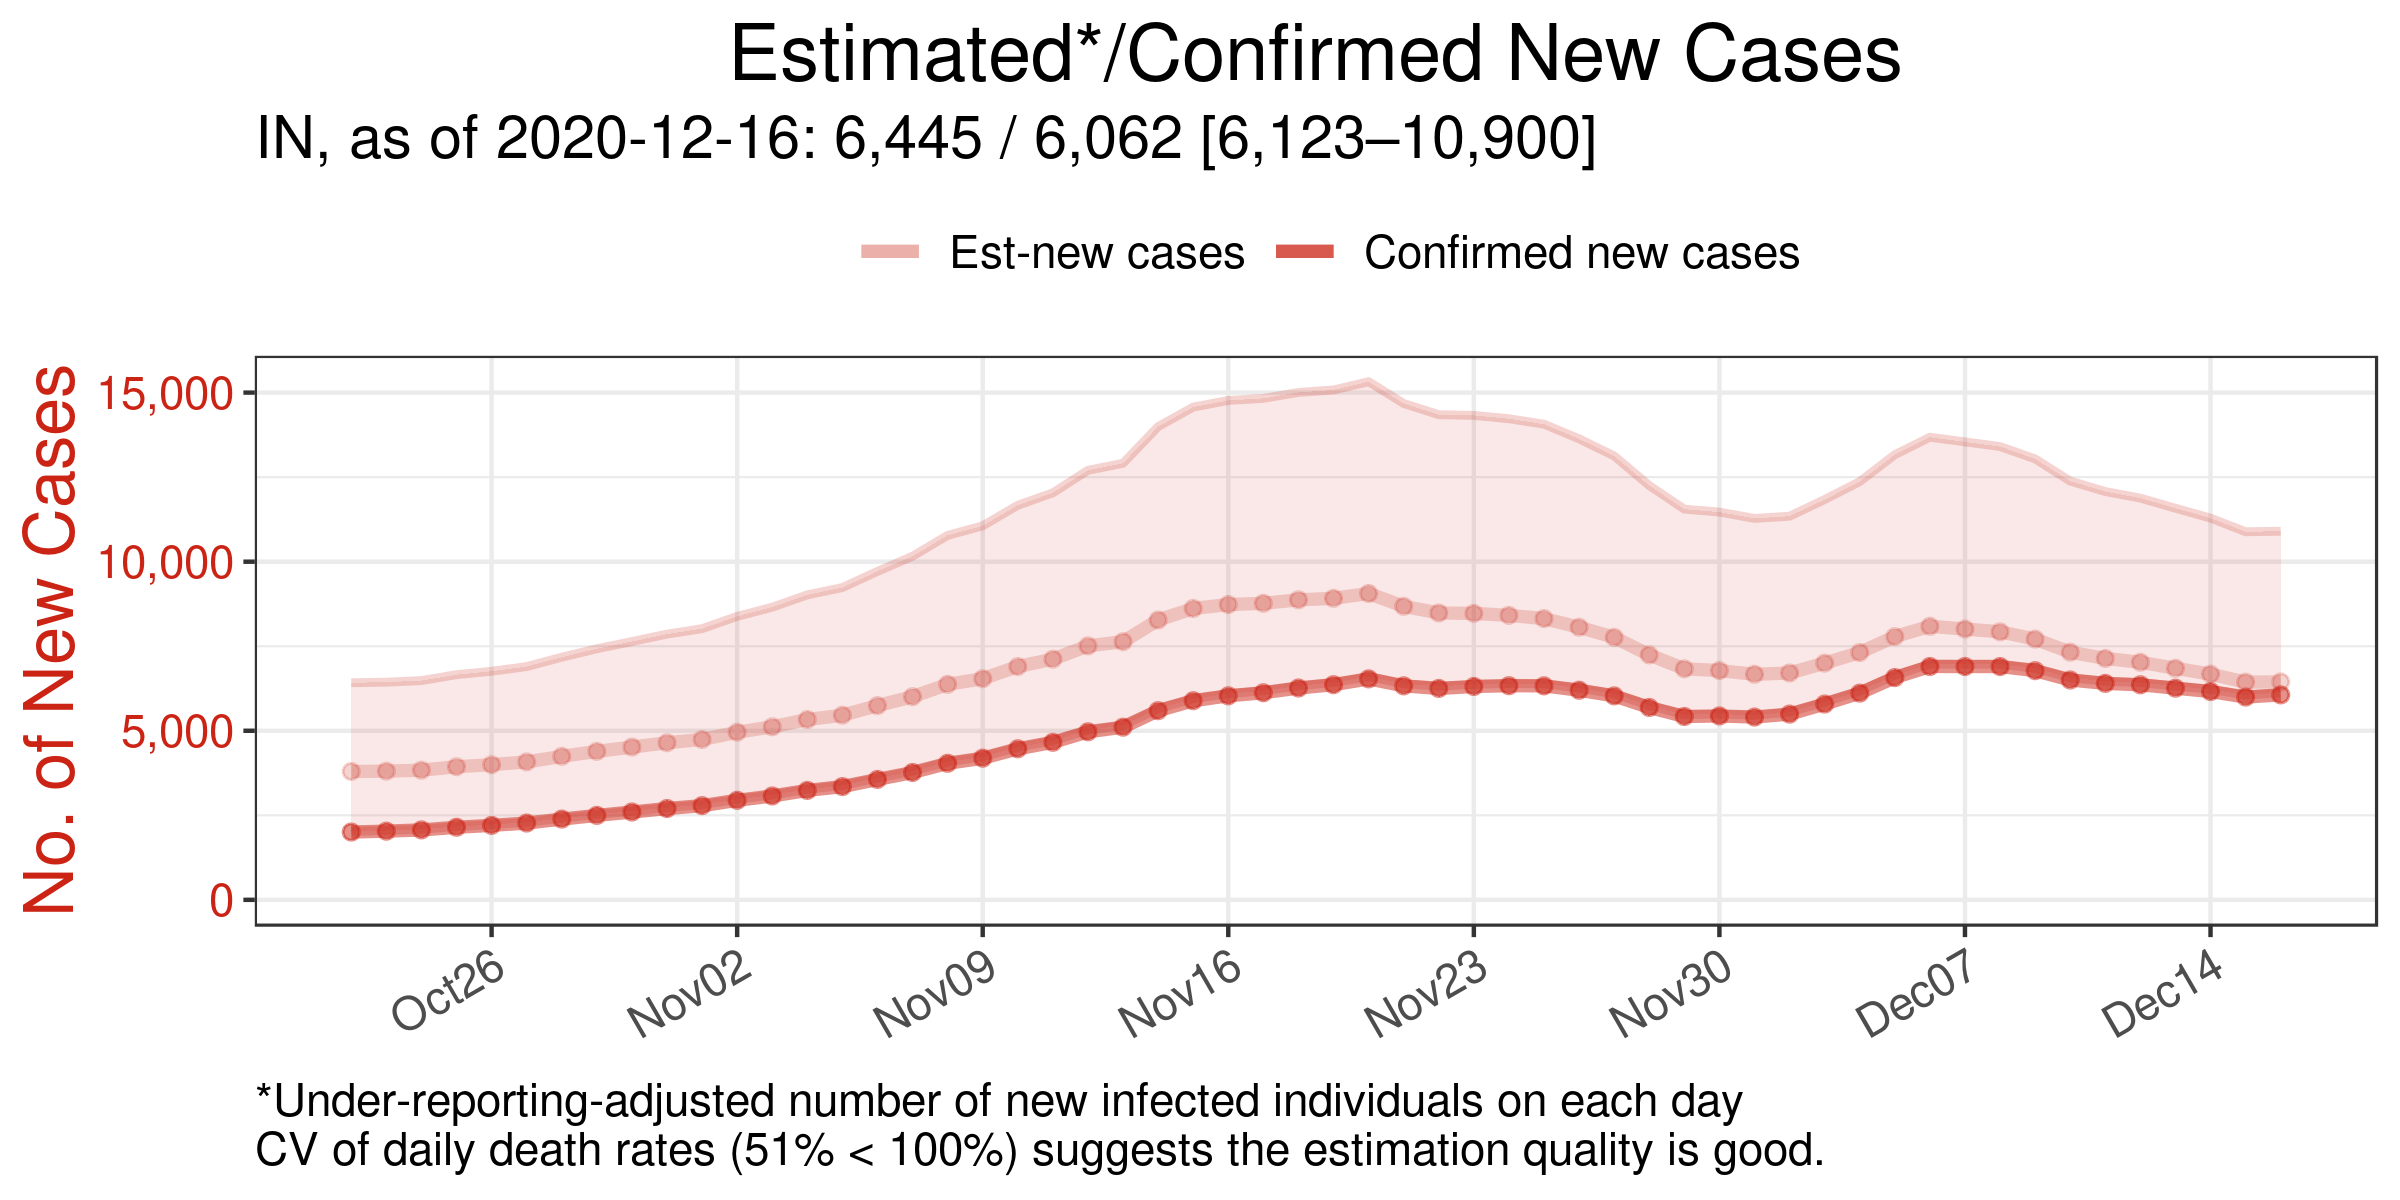 Estimated*/Confirmed New Cases
IN, as of 2020-12-16: 6,445 / 6,062 [6,123–10,900]
Est-new cases Confirmed new cases
No. of New Cases
15,000
10,000
5,000
0
Oct26 Nov02 Nov09 Nov16 Nov23 Nov30 Dec07 Dec14
*Under-reporting-adjusted number of new infected individuals on each day
CV of daily death rates (51% < 100%) suggests the estimation quality is good.